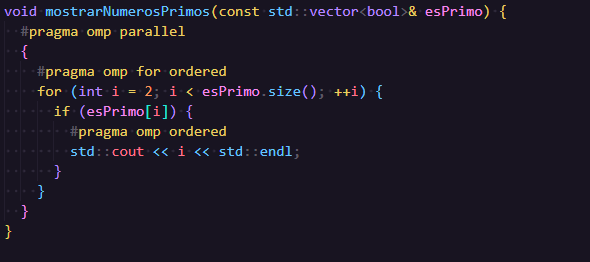 void mostrarNumerosPrimos(const std::vector<bool>& esPrimo) {
  #pragma omp parallel
  {
    #pragma omp for ordered
    for (int i = 2; i < esPrimo.size(); ++i) {
      if (esPrimo[i]) {
        #pragma omp ordered
        std::cout << i << std::endl;
      }
    }
  }
}